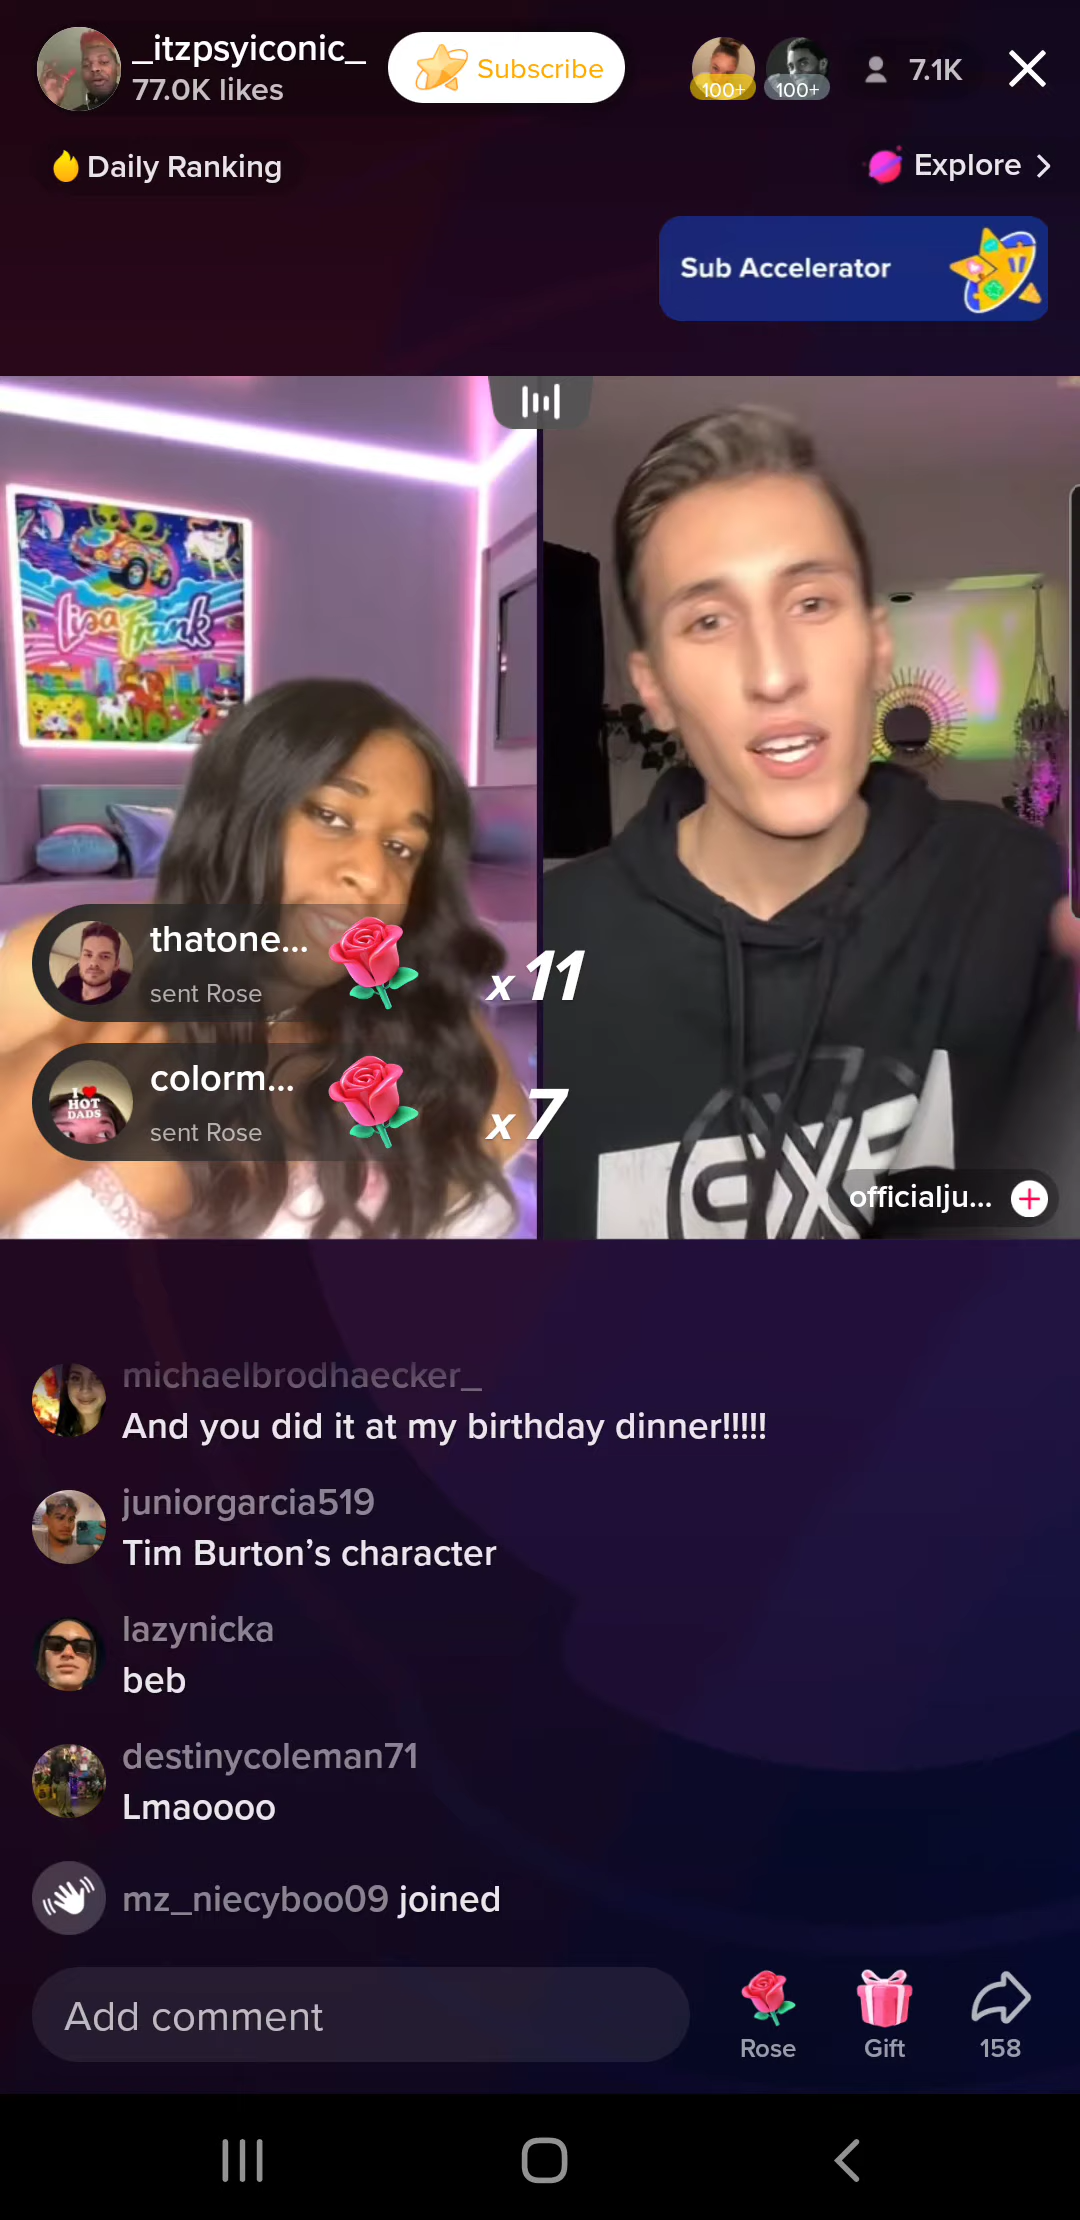 _itzpsyiconic_
77.0K likes
Subscribe
100+
100+
7.1K
Daily Ranking
Explore
Sub Accelerator
Lisa Frank
thatone...
sent Rose
x 11
I
HOT
DADS
colorm...
sent Rose
x 7
officialju...
michaelbrodhaecker_
And you did it at my birthday dinner!!!!!
juniorgarcia519
Tim Burton’s character
lazynicka
beb
destinycoleman71
Lmaoooo
mz_niecyboo09 joined
Add comment
Rose
Gift
158